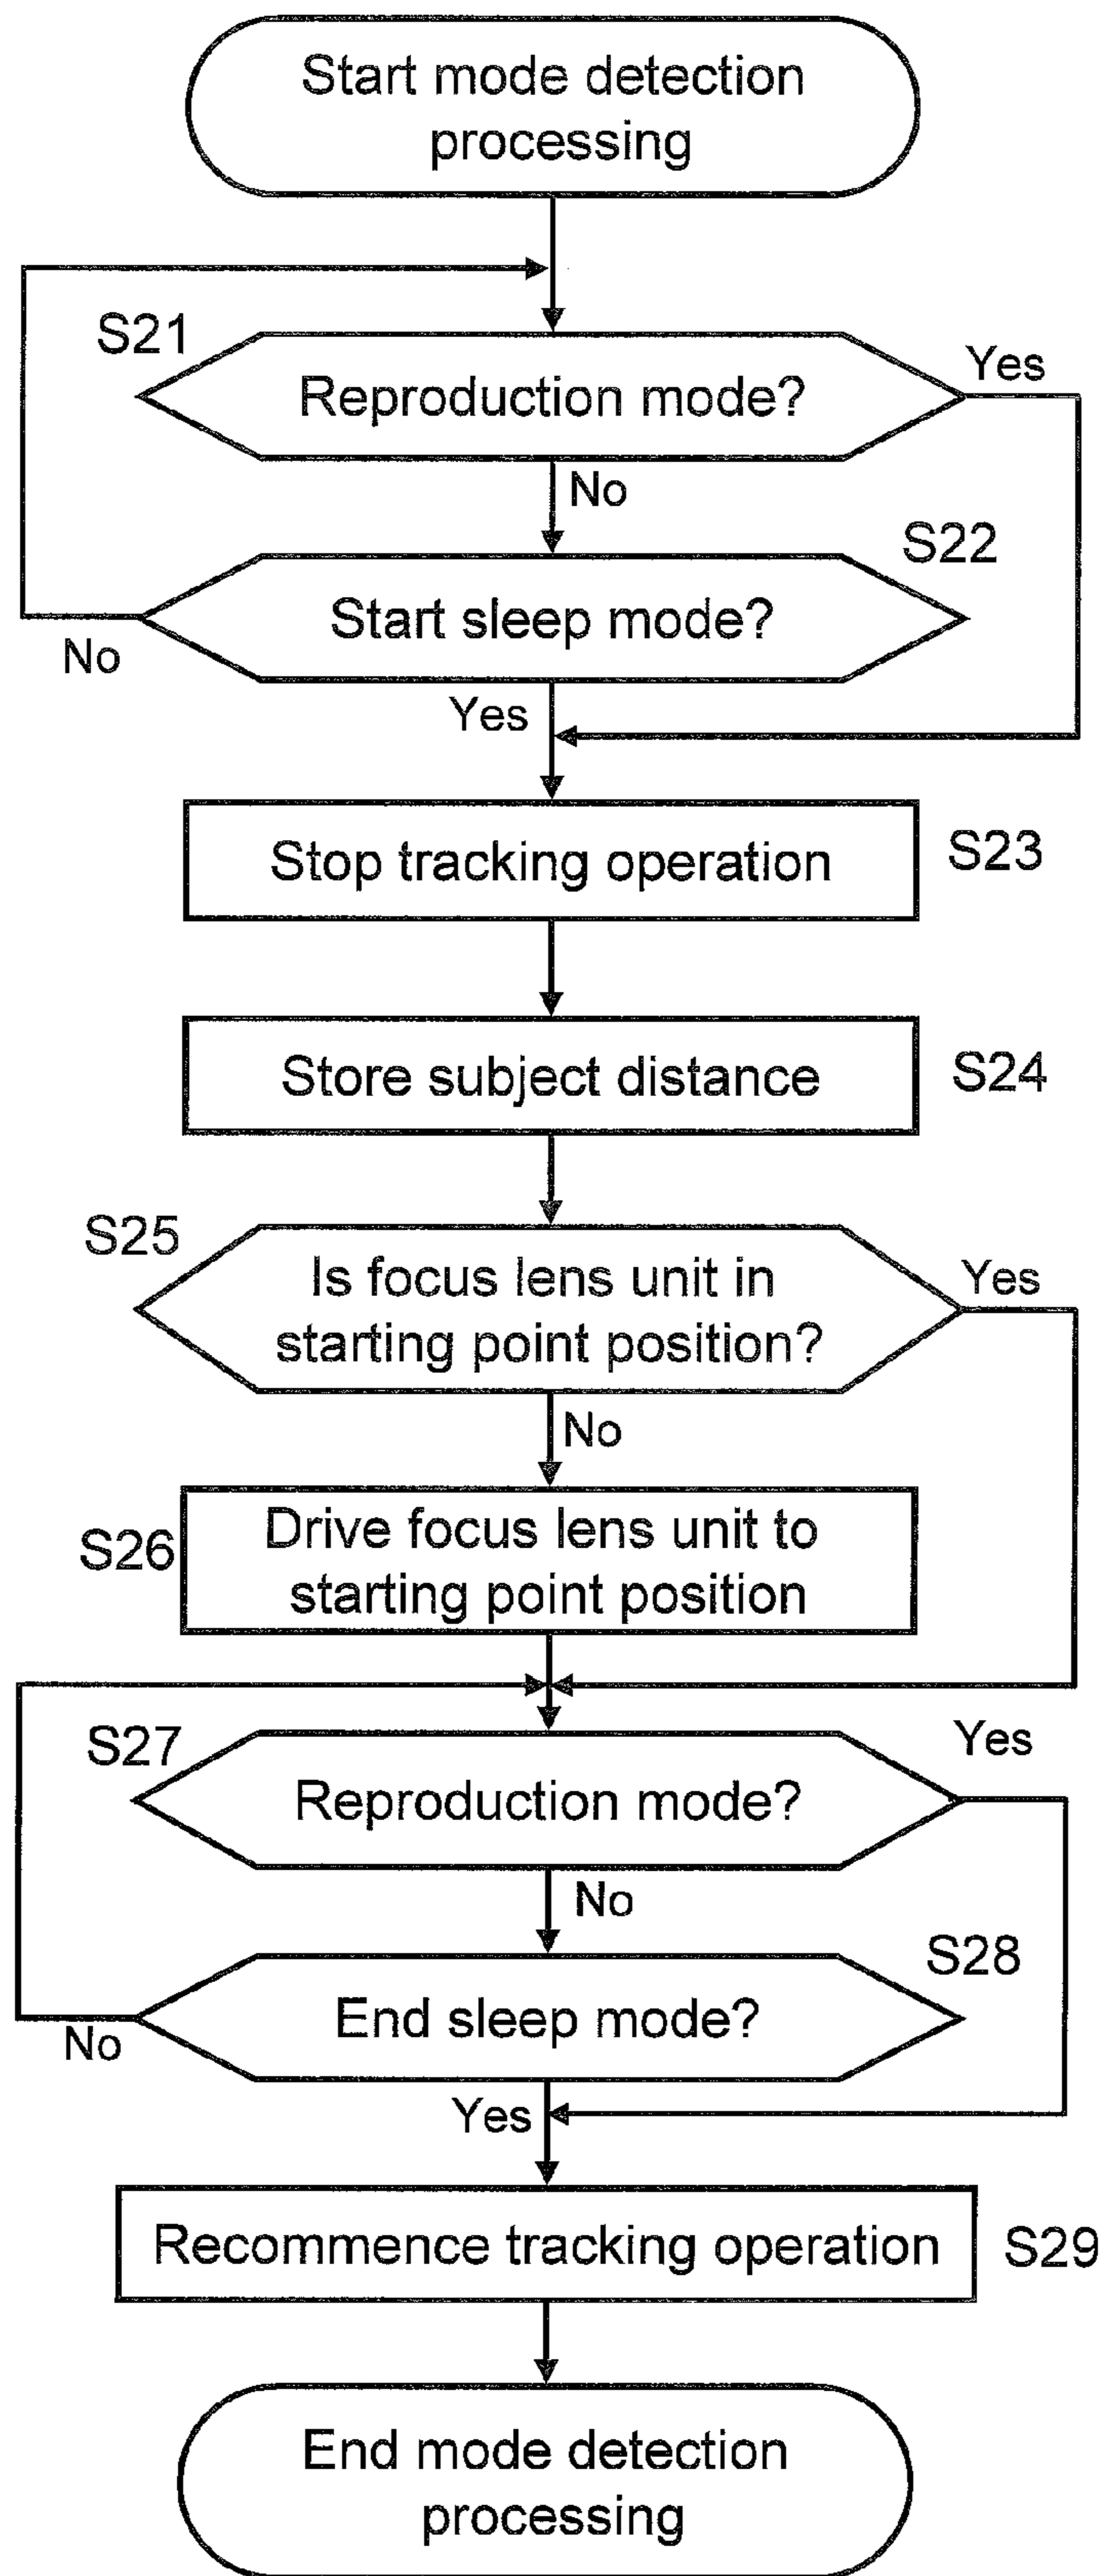 Start mode detection
processing
S21
Reproduction mode?
Yes
No
S22
Start sleep mode?
No
Yes
Stop tracking operation
S23
Store subject distance
S24
S25
Is focus lens unit in
starting point position?
Yes
No
S26
Drive focus lens unit to
starting point position
S27
Reproduction mode?
Yes
No
S28
End sleep mode?
No
Yes
Recommence tracking operation
S29
End mode detection
processing